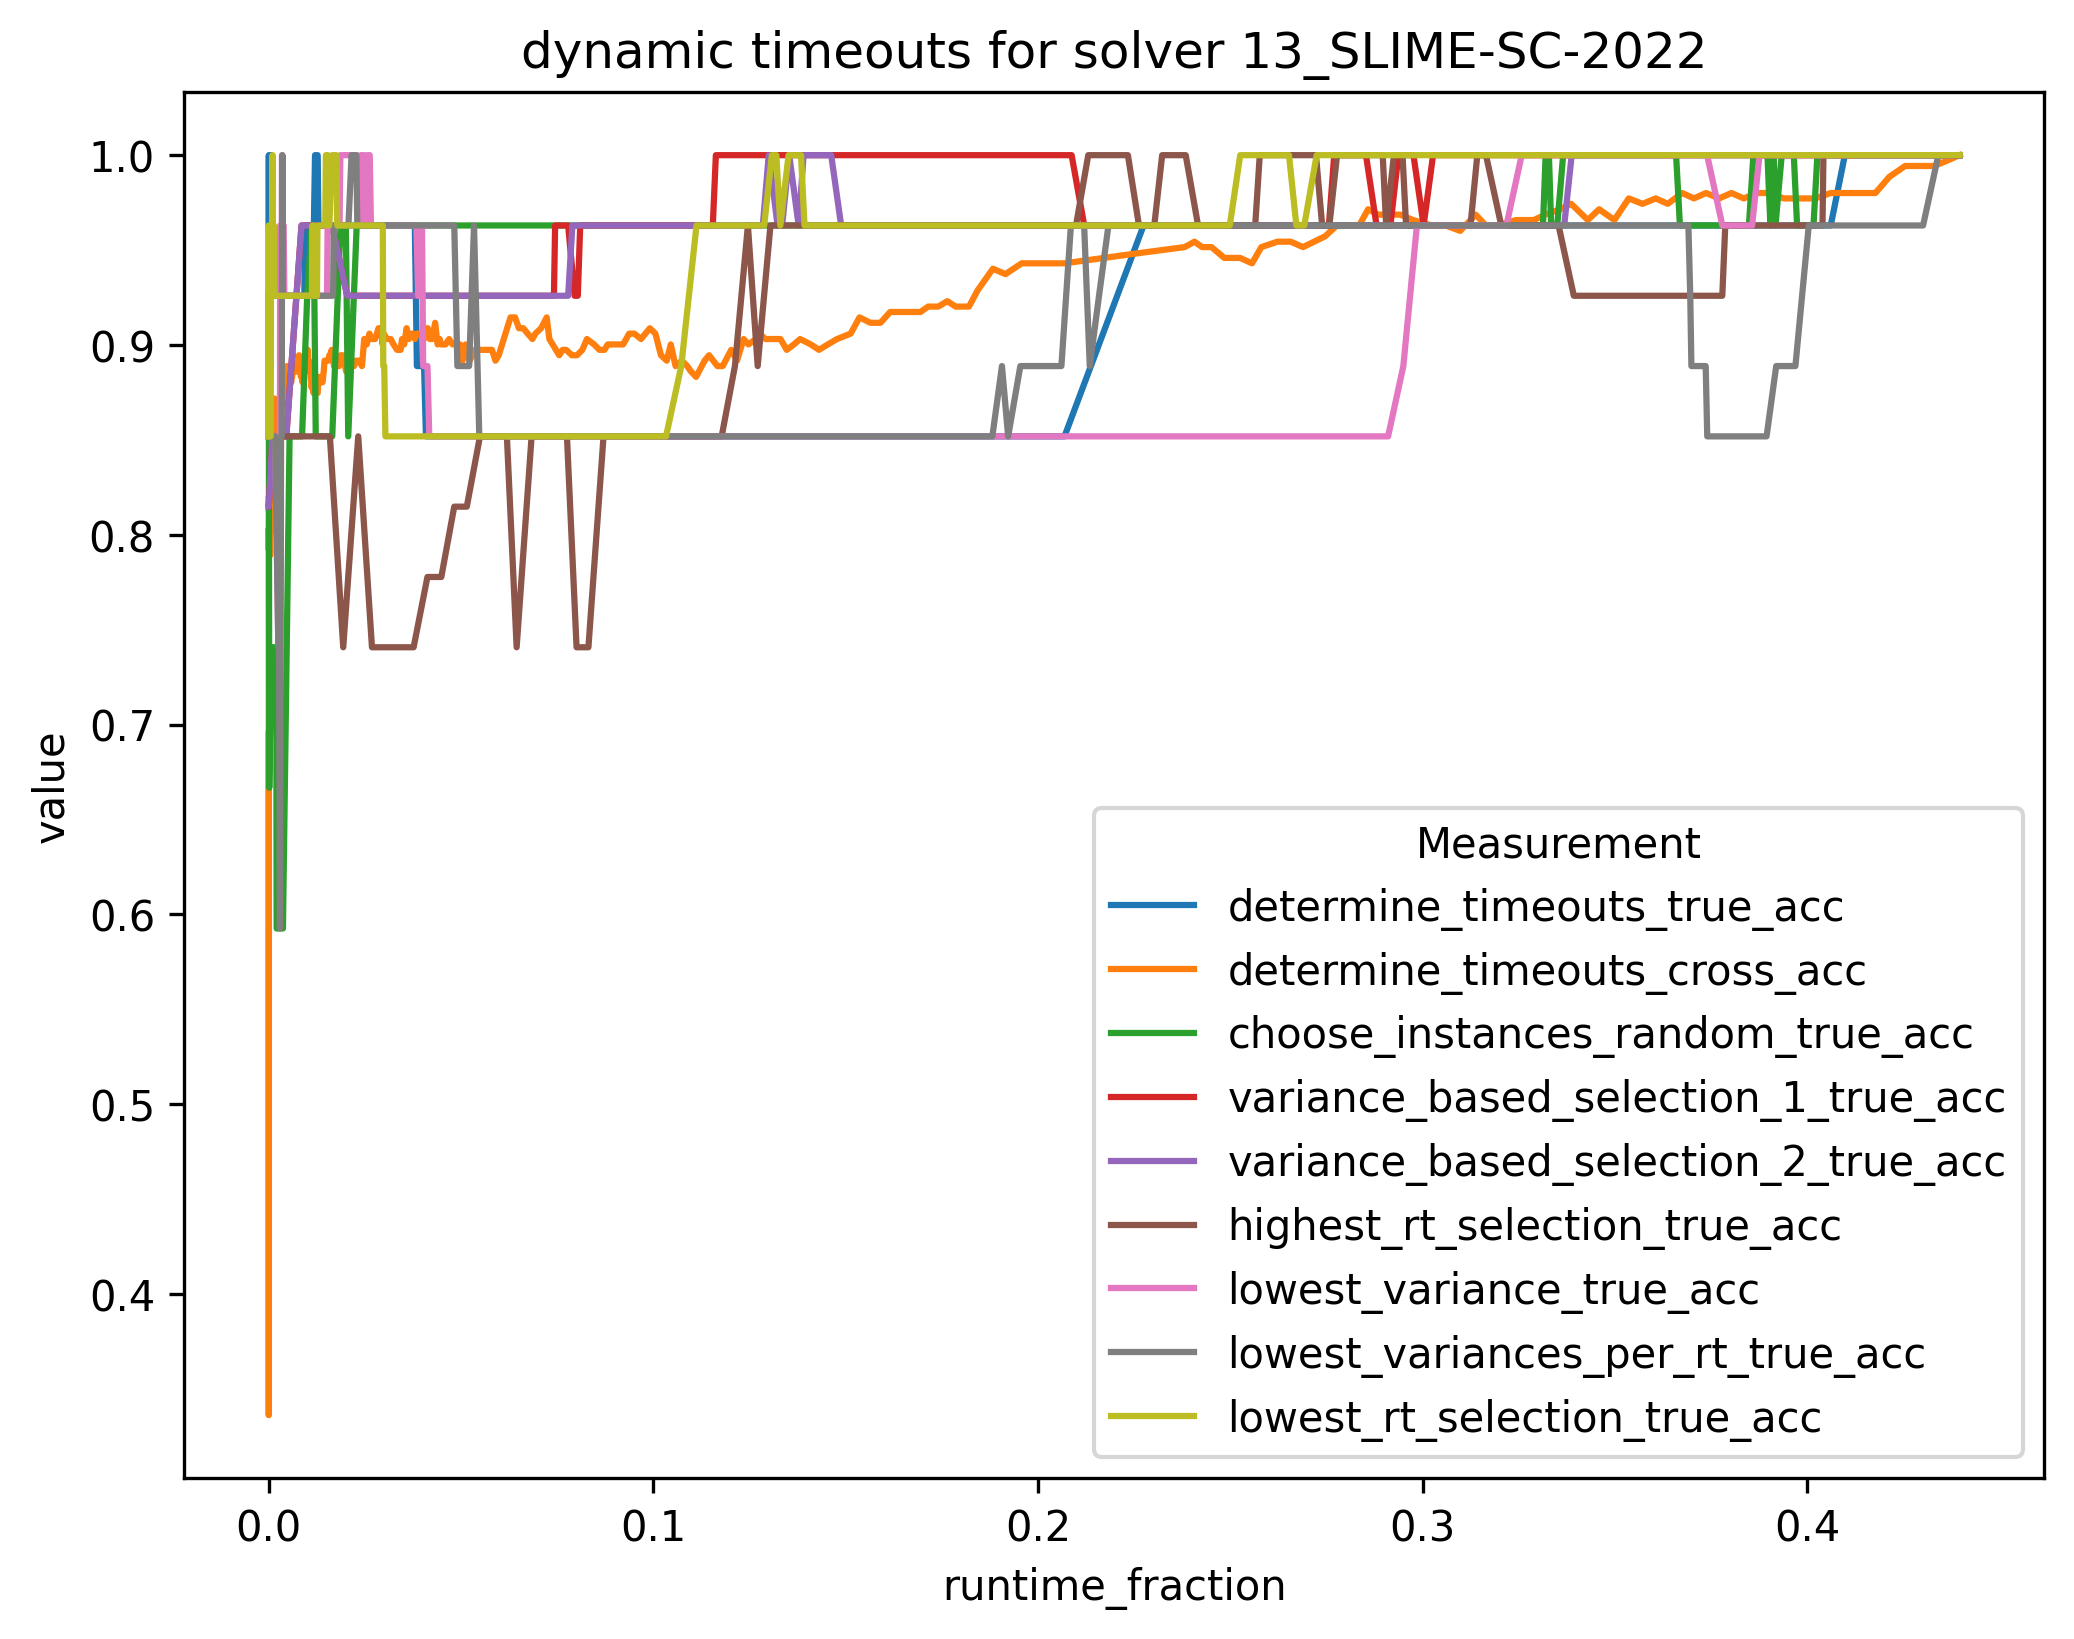 dynamic timeouts for solver 13_SLIME-SC-2022
1.0
0.9
0.8
0.7
0.6
0.5
0.4
value
Measurement
determine_timeouts_true_acc
determine_timeouts_cross_acc
choose_instances_random_true_acc
variance_based_selection_1_true_acc
variance_based_selection_2_true_acc
highest_rt_selection_true_acc
lowest_variance_true_acc
lowest_variances_per_rt_true_acc
lowest_rt_selection_true_acc
0.0 0.1 0.2 0.3 0.4
runtime_fraction